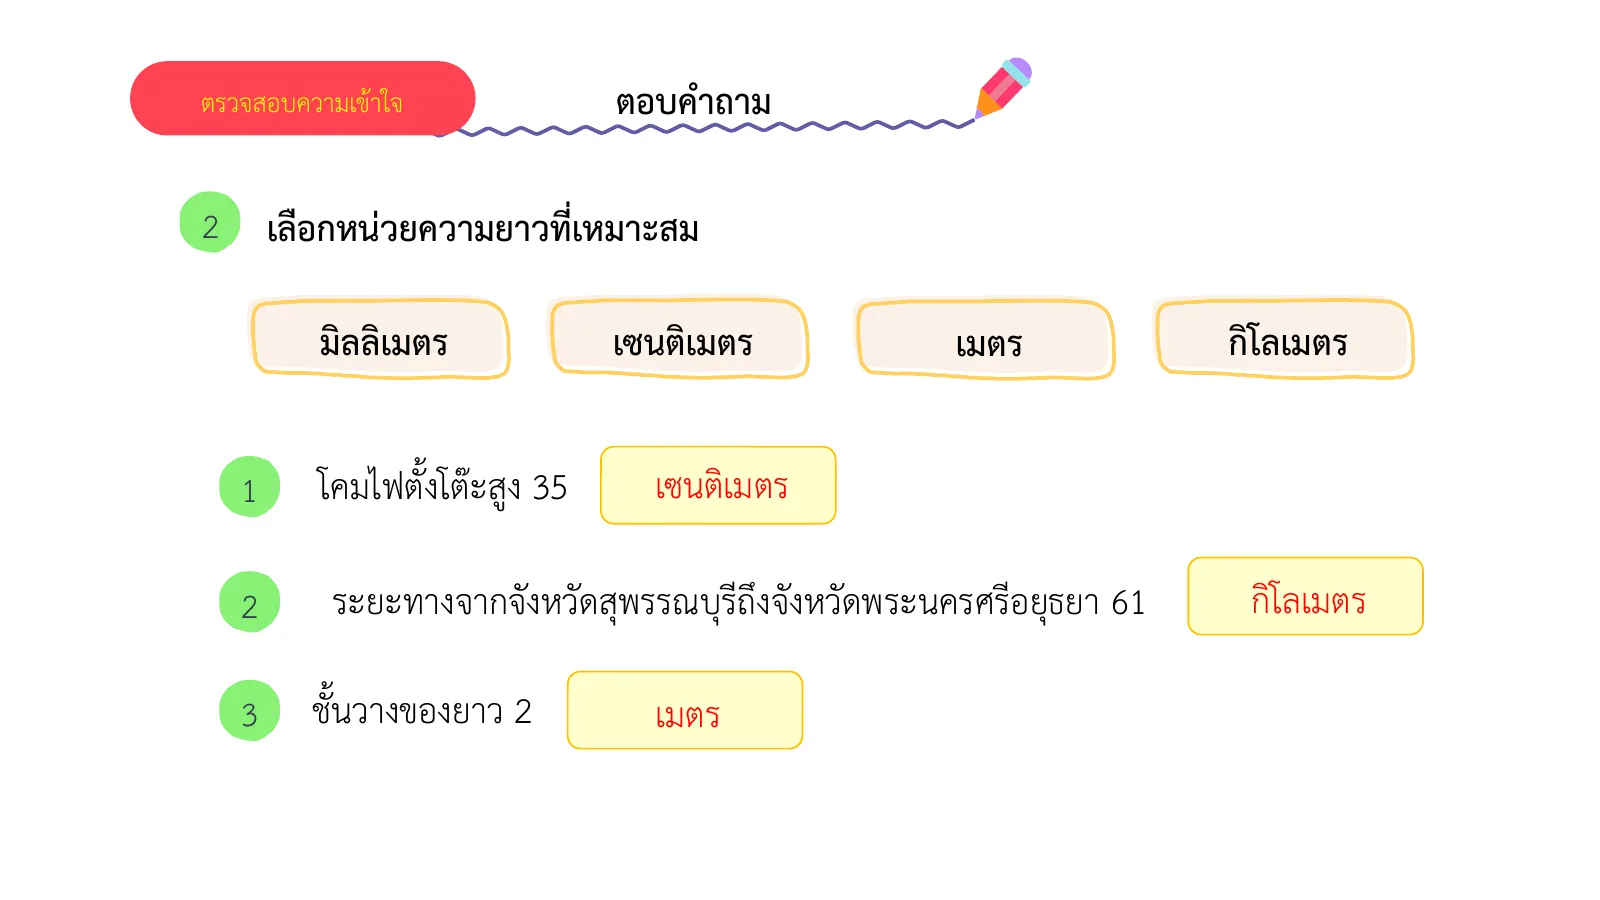 ตรวจสอบความเข้าใจ
ตอบคำถาม
2 เลือกหน่วยความยาวที่เหมาะสม
มิลลิเมตร เซนติเมตร เมตร กิโลเมตร
1 โคมไฟตั้งโต๊ะสูง 35 เซนติเมตร
2 ระยะทางจากจังหวัดสุพรรณบุรีถึงจังหวัดพระนครศรีอยุธยา 61 กิโลเมตร
3 ชั้นวางของยาว 2 เมตร